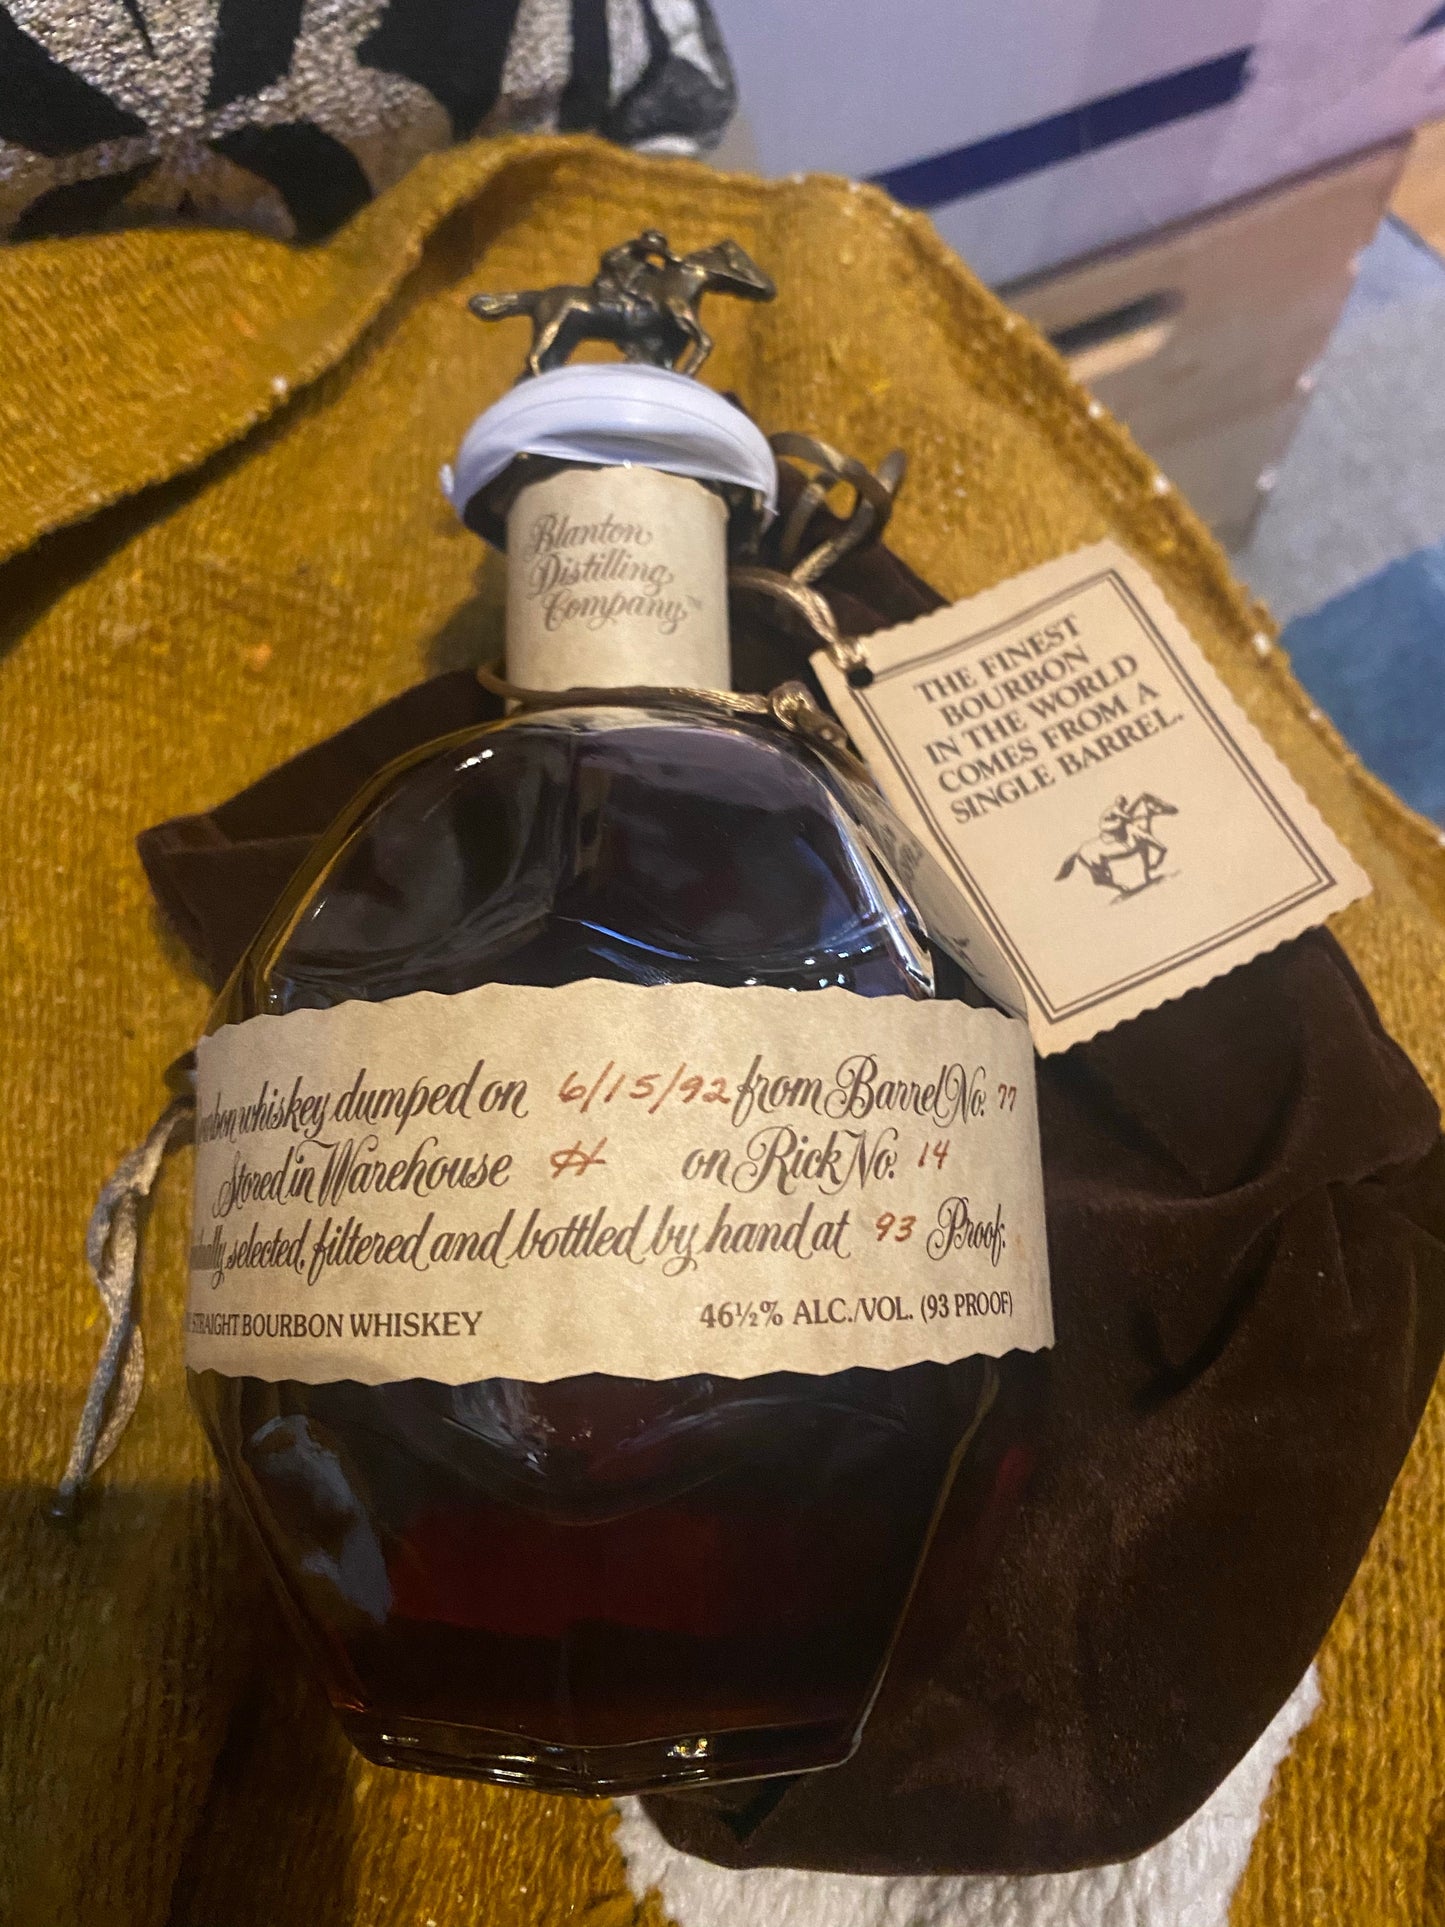 Blanton
Distilling
Company™
THE FINEST
BOURBON
IN THE WORLD
COMES FROM A
SINGLE BARREL.
whiskey dumped on 6/15/92 from Barrel No. 77
Stored in Warehouse H on Rick No. 14
selected, filtered and bottled by hand at 93 Proof.
STRAIGHT BOURBON WHISKEY 46½% ALC./VOL. (93 PROOF)